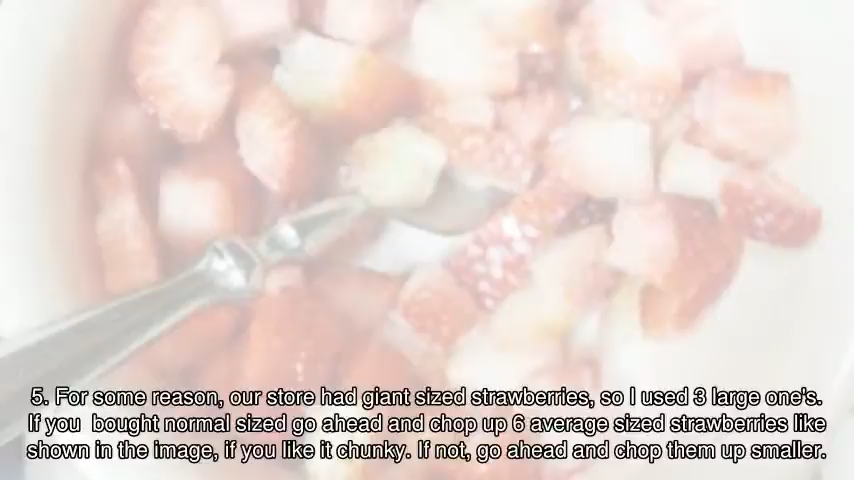 5. For some reason, our store had giant sized strawberries, so I used 3 large one's.
If you  bought normal sized go ahead and chop up 6 average sized strawberries like
shown in the image, if you like it chunky. If not, go ahead and chop them up smaller.